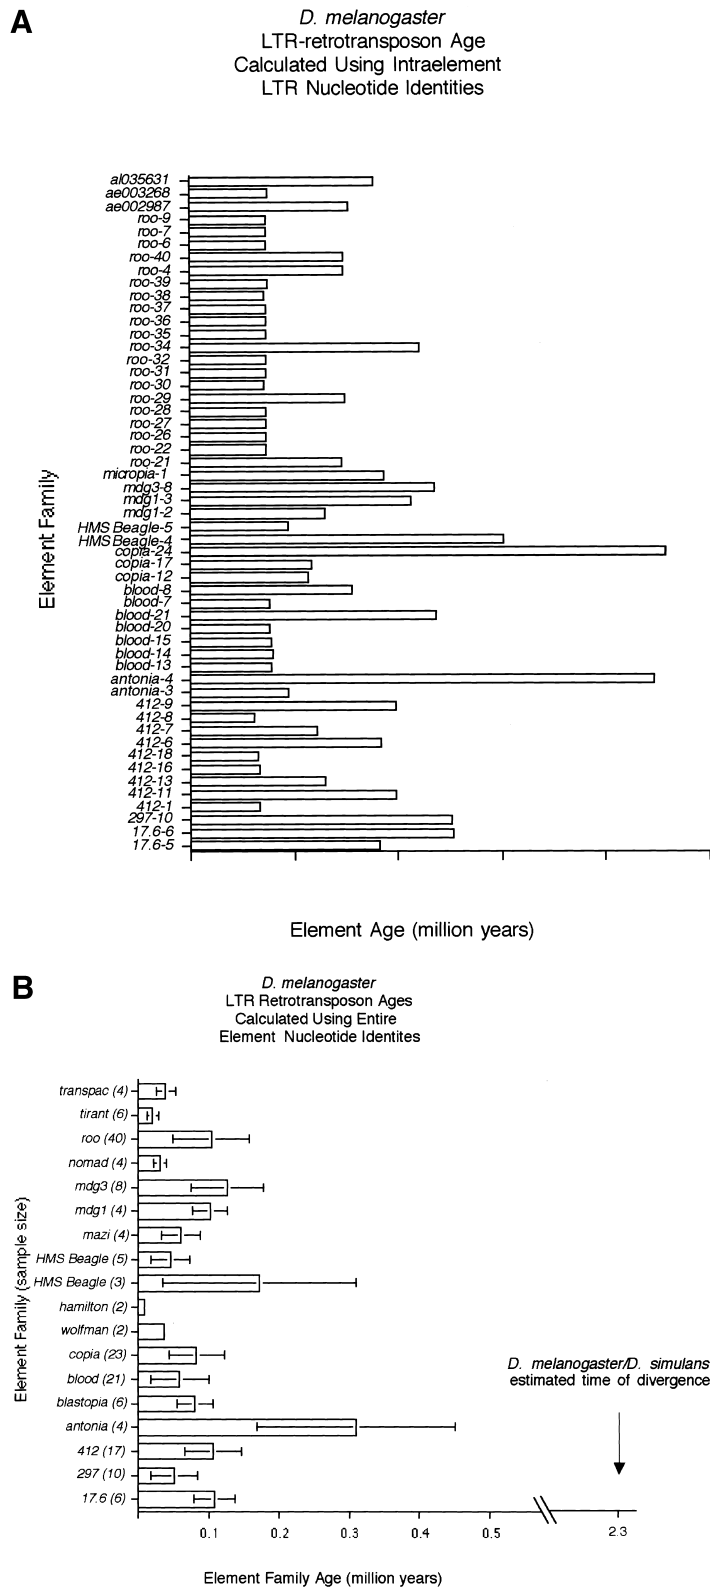 A
D. melanogaster
LTR-retrotransposon Age
Calculated Using Intraelement
LTR Nucleotide Identities
al035631
ae003268
ae002987
roo-9
roo-7
roo-6
roo-40
roo-4
roo-39
roo-38
roo-37
roo-36
roo-35
roo-34
roo-32
roo-31
roo-30
roo-29
roo-28
roo-27
roo-26
roo-22
roo-21
micropia-1
mdg3-8
mdg1-3
mdg1-2
HMS Beagle-5
HMS Beagle-4
copia-24
copia-17
copia-12
blood-8
blood-7
blood-21
blood-20
blood-15
blood-14
blood-13
antonia-4
antonia-3
412-9
412-8
412-7
412-6
412-18
412-16
412-13
412-11
412-1
297-10
17.6-6
17.6-5
Element Family
Element Age (million years)
B
D. melanogaster
LTR Retrotransposon Ages
Calculated Using Entire
Element Nucleotide Identites
transpac (4)
tirant (6)
roo (40)
nomad (4)
mdg3 (8)
mdg1 (4)
mazi (4)
HMS Beagle (5)
HMS Beagle (3)
hamilton (2)
wolfman (2)
copia (23)
blood (21)
blastopia (6)
antonia (4)
412 (17)
297 (10)
17.6 (6)
Element Family (sample size)
D. melanogaster/D. simulans
estimated time of divergence
0.1 0.2 0.3 0.4 0.5 2.3
Element Family Age (million years)